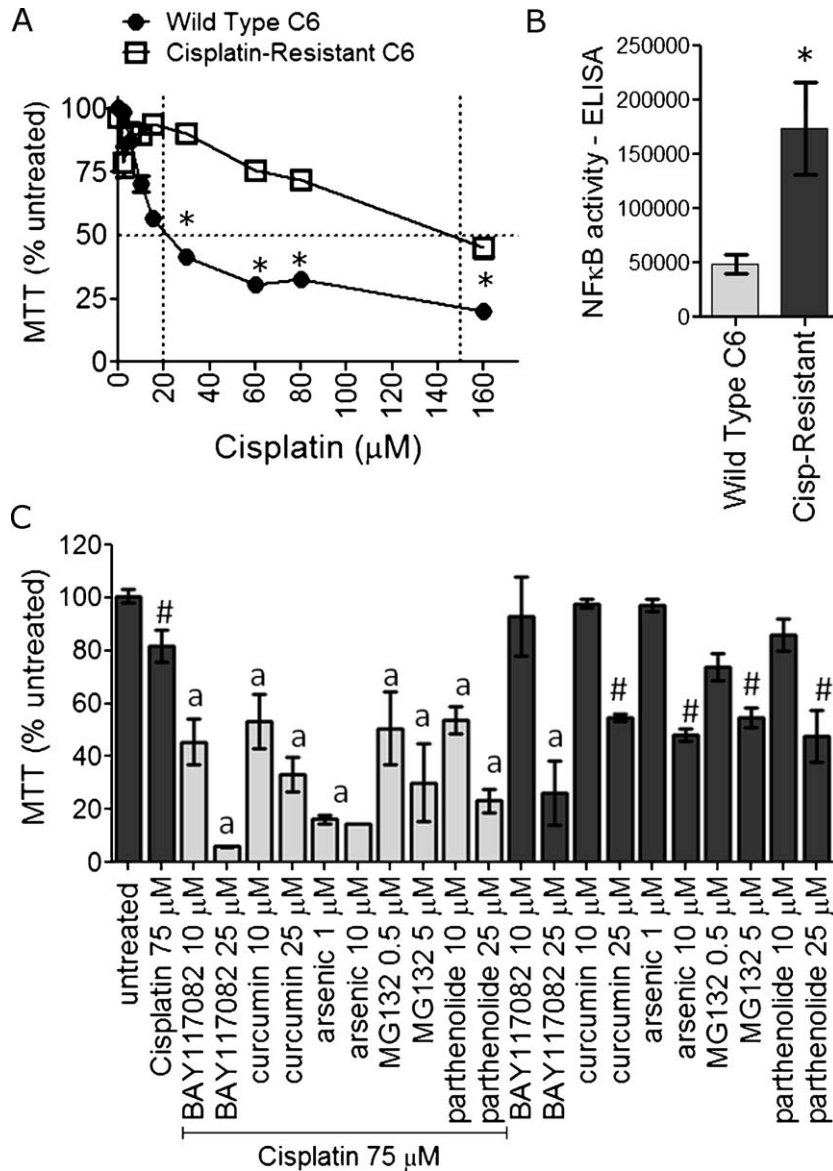 A
Wild Type C6
Cisplatin-Resistant C6
MTT (% untreated)
100
75
50
25
0
*
*
*
*
0
20
40
60
80
100
120
140
160
Cisplatin (μM)
B
NFκB activity - ELISA
250000
200000
150000
100000
50000
0
*
Wild Type C6
Cisp-Resistant
C
MTT (% untreated)
120
100
80
60
40
20
0
#
a
a
a
a
a
a
a
a
a
a
#
#
#
#
untreated
Cisplatin 75 μM
BAY117082 10 μM
BAY117082 25 μM
curcumin 10 μM
curcumin 25 μM
arsenic 1 μM
arsenic 10 μM
MG132 0.5 μM
MG132 5 μM
parthenolide 10 μM
parthenolide 25 μM
BAY117082 10 μM
BAY117082 25 μM
curcumin 10 μM
curcumin 25 μM
arsenic 1 μM
arsenic 10 μM
MG132 0.5 μM
MG132 5 μM
parthenolide 10 μM
parthenolide 25 μM
Cisplatin 75 μM